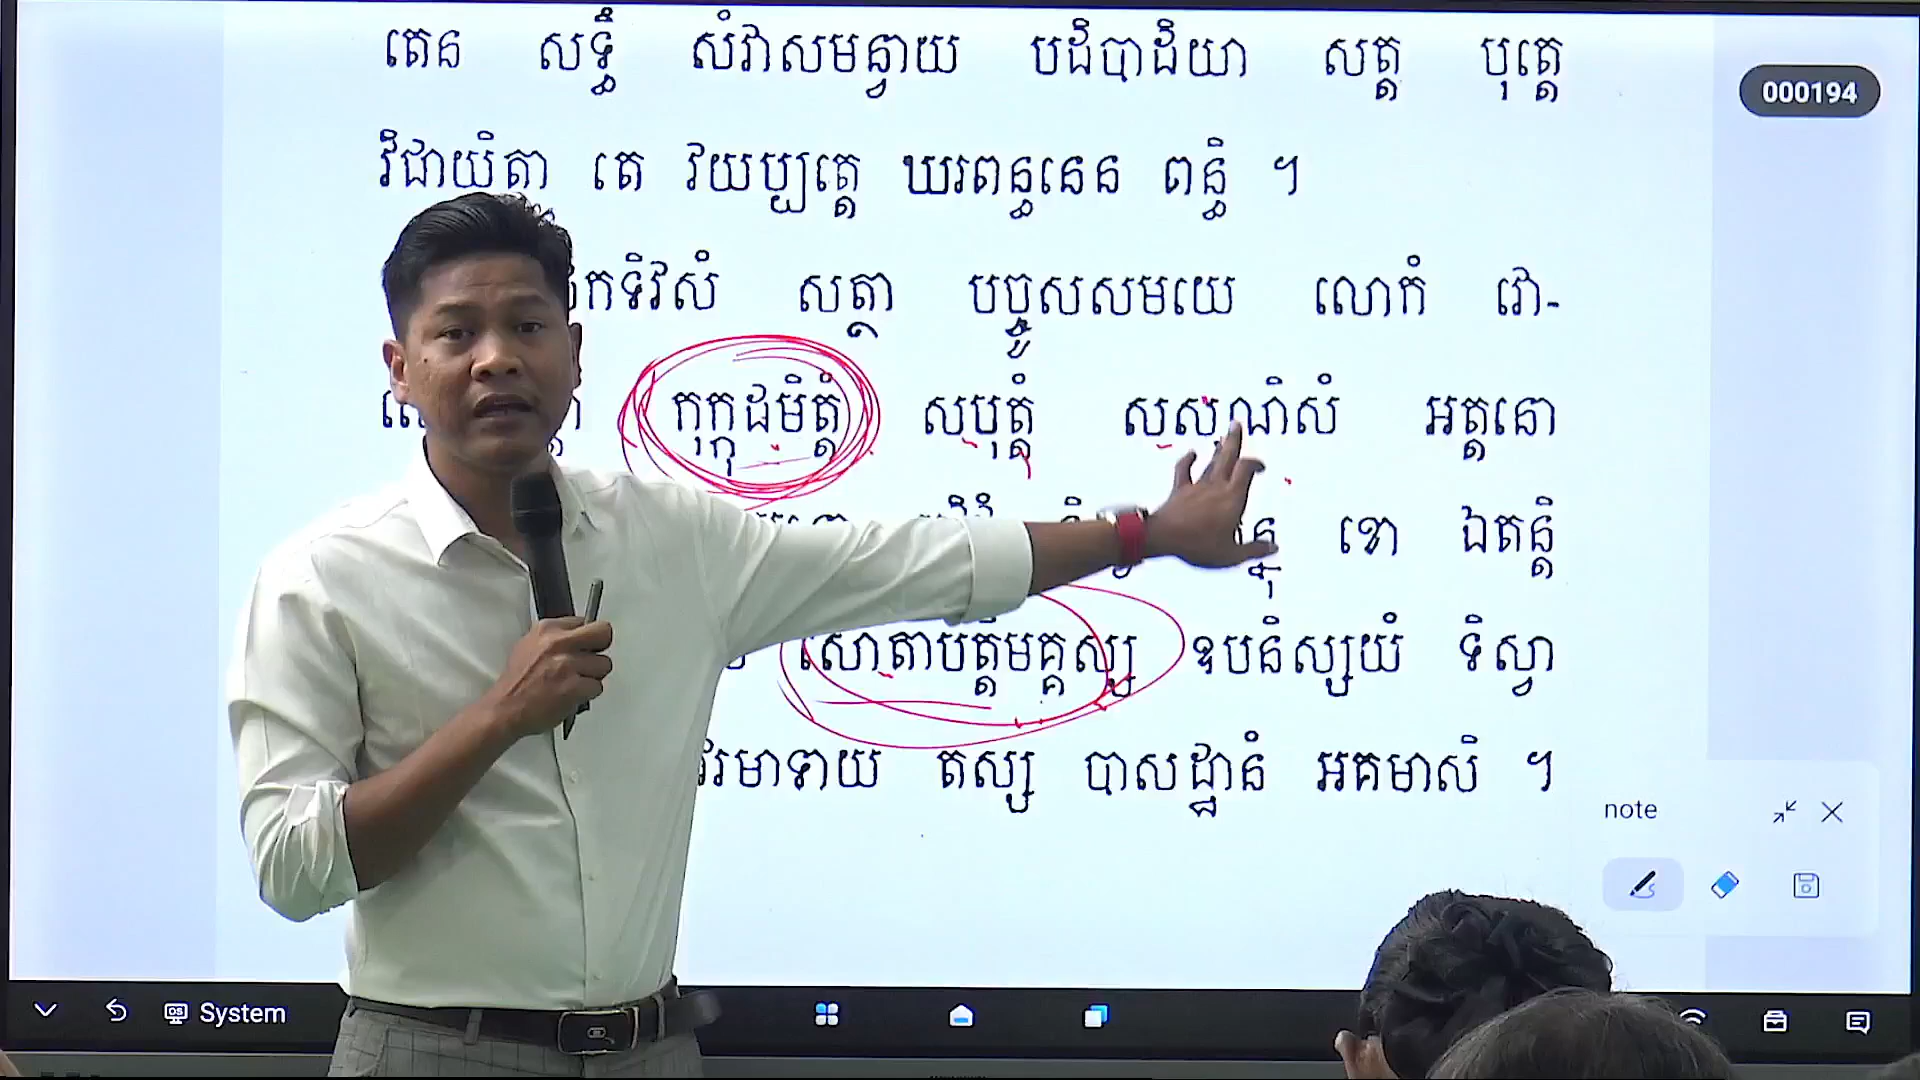 តេន សទ្ធឹ សំវាសមន្វាយ បដិបាដិយា សត្ត បុត្តេ
000194
វិជាយិត្វា តេ វយប្បត្តេ ឃរពន្ធនេន ពន្ធិ ។
កទិវសំ សត្ថា បច្ចូសសមយេ លោកំ វោ-
កុក្កុដមិត្តំ សបុត្តំ សសុណិសំ អត្តនោ
ខោ ឯតន្តិ
សោតាបត្តិមគ្គស្ស ឧបនិស្សយំ ទិស្វា
វរមាទាយ តស្ស បាសដ្ឋានំ អគមាសិ ។
note
System